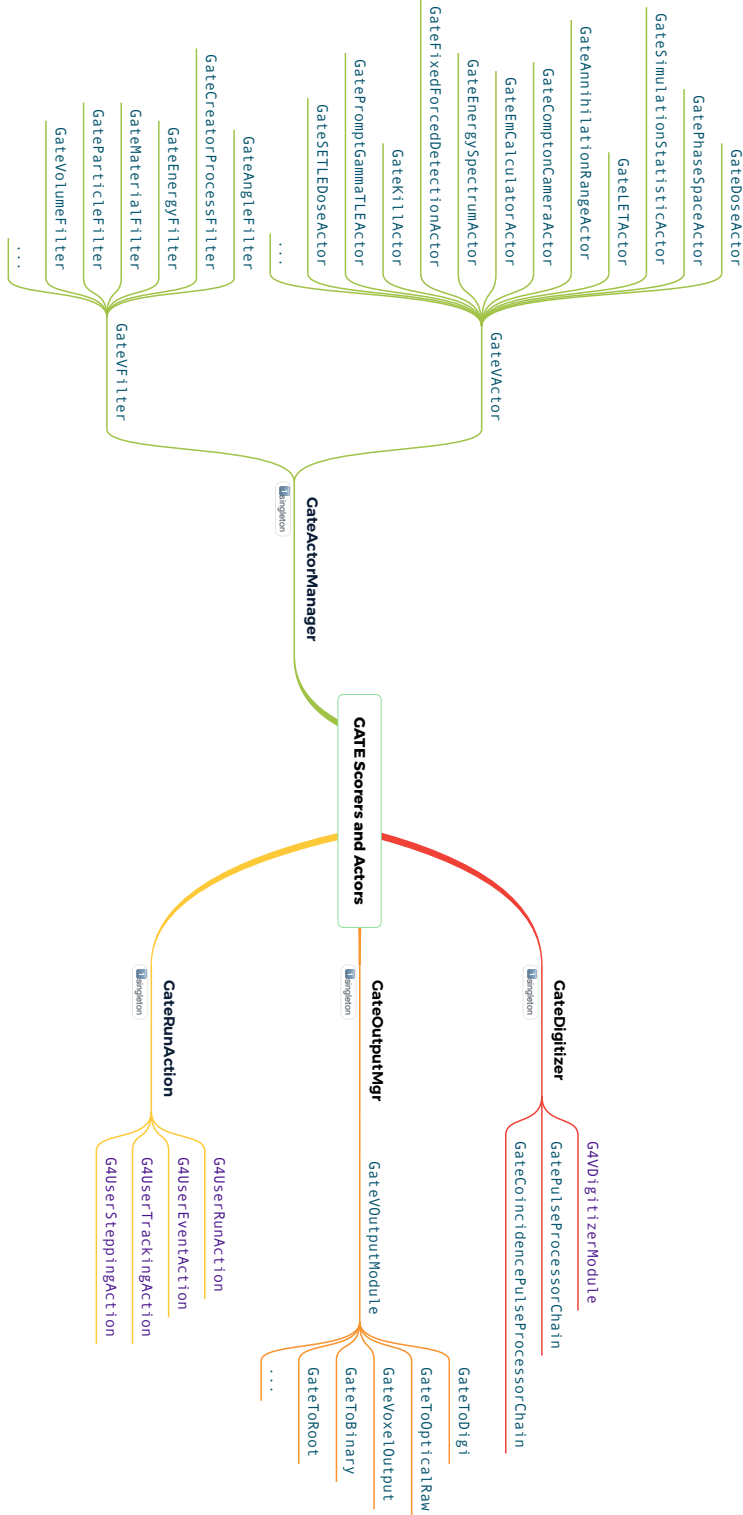 GATE Scorers and Actors
GateDigitizer
singleton
G4VDigitizerModule
GatePulseProcessorChain
GateCoincidencePulseProcessorChain
GateOutputMgr
singleton
GateVOutputModule
GateToDigi
GateToOpticalRaw
GateVoxelOutput
GateToBinary
GateToRoot
...
GateRunAction
singleton
G4UserRunAction
G4UserEventAction
G4UserTrackingAction
G4UserSteppingAction
GateActorManager
singleton
GateVActor
GateDoseActor
GatePhaseSpaceActor
GateSimulationStatisticActor
GateLETActor
GateAnnihilationRangeActor
GateComptonCameraActor
GateEmCalculatorActor
GateEnergySpectrumActor
GateFixedForcedDetectionActor
GateKillActor
GatePromptGammaTLEActor
GateSETLEDoseActor
...
GateVFilter
GateAngleFilter
GateCreatorProcessFilter
GateEnergyFilter
GateMaterialFilter
GateParticleFilter
GateVolumeFilter
...